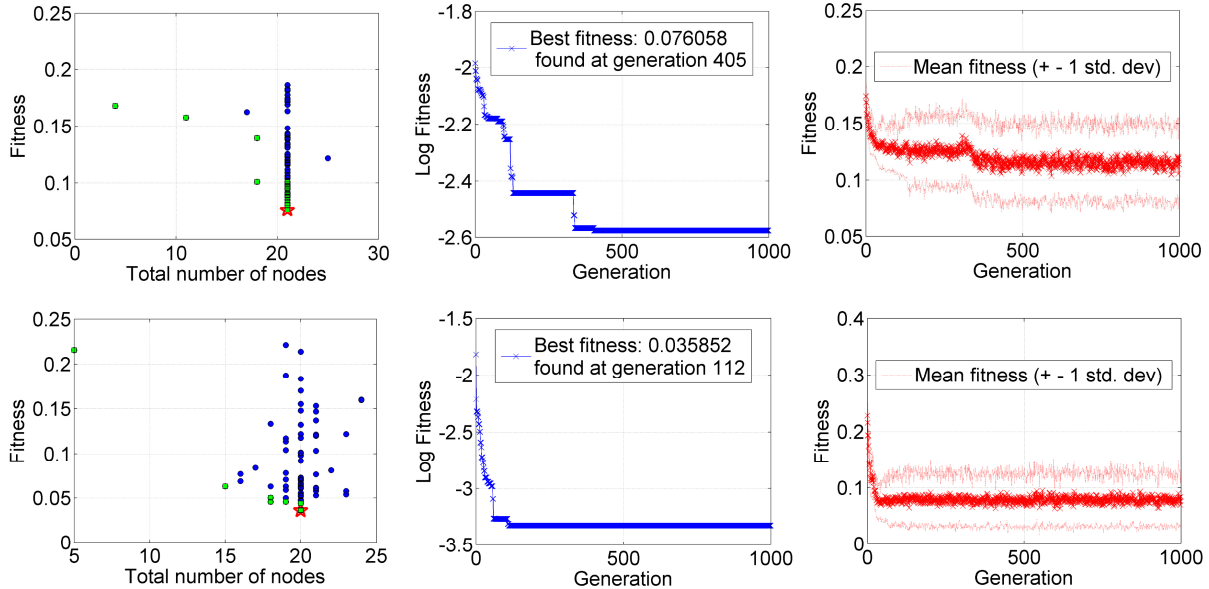 0.25
0.2
0.15
0.1
0.05
0 10 20 30
Total number of nodes
Fitness
-1.8
-2
-2.2
-2.4
-2.6
0 500 1000
Generation
Log Fitness
Best fitness: 0.076058
found at generation 405
0.25
0.2
0.15
0.1
0.05
0 500 1000
Generation
Fitness
Mean fitness (+ - 1 std. dev)
0.25
0.2
0.15
0.1
0.05
0
5 10 15 20 25
Total number of nodes
Fitness
-1.5
-2
-2.5
-3
-3.5
0 500 1000
Generation
Log Fitness
Best fitness: 0.035852
found at generation 112
0.4
0.3
0.2
0.1
0
0 500 1000
Generation
Fitness
Mean fitness (+ - 1 std. dev)